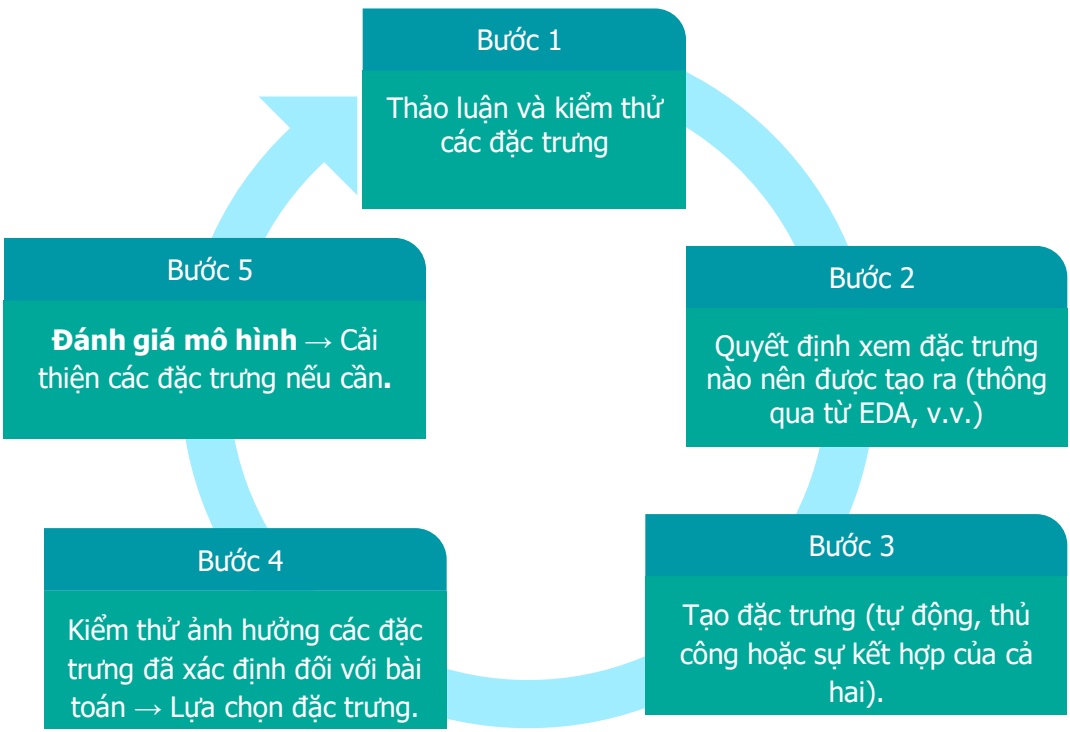 Bước 1
Thảo luận và kiểm thử
các đặc trưng
Bước 2
Quyết định xem đặc trưng
nào nên được tạo ra (thông
qua từ EDA, v.v.)
Bước 3
Tạo đặc trưng (tự động, thủ
công hoặc sự kết hợp của cả
hai).
Bước 4
Kiểm thử ảnh hưởng các đặc
trưng đã xác định đối với bài
toán → Lựa chọn đặc trưng.
Bước 5
Đánh giá mô hình → Cải
thiện các đặc trưng nếu cần.